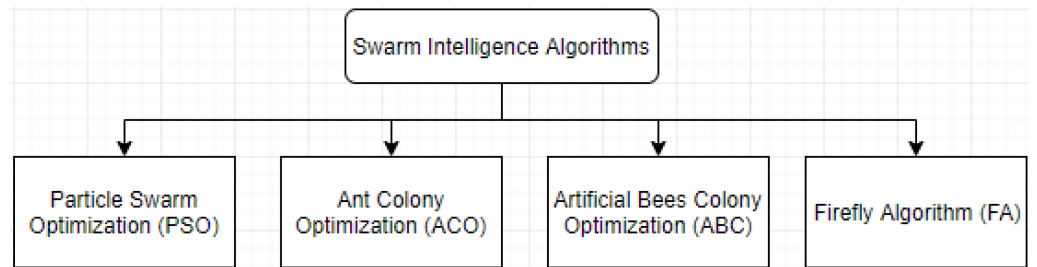 Swarm Intelligence Algorithms
Particle Swarm
Optimization (PSO)
Ant Colony
Optimization (ACO)
Artificial Bees Colony
Optimization (ABC)
Firefly Algorithm (FA)